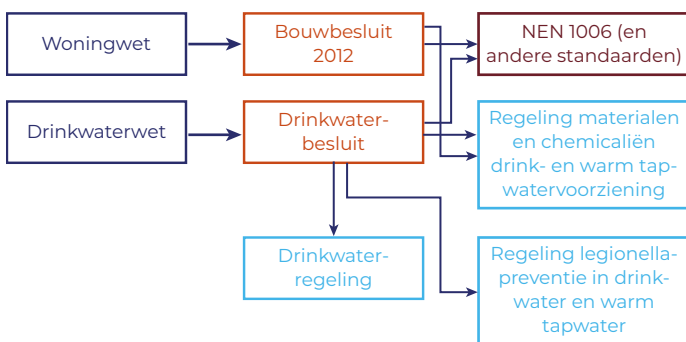 Woningwet
Bouwbesluit
2012
NEN 1006 (en
andere standaarden)
Drinkwaterwet
Drinkwater-
besluit
Regeling materialen
en chemicaliën
drink- en warm tap-
watervoorziening
Drinkwater-
regeling
Regeling legionella-
preventie in drink-
water en warm
tapwater